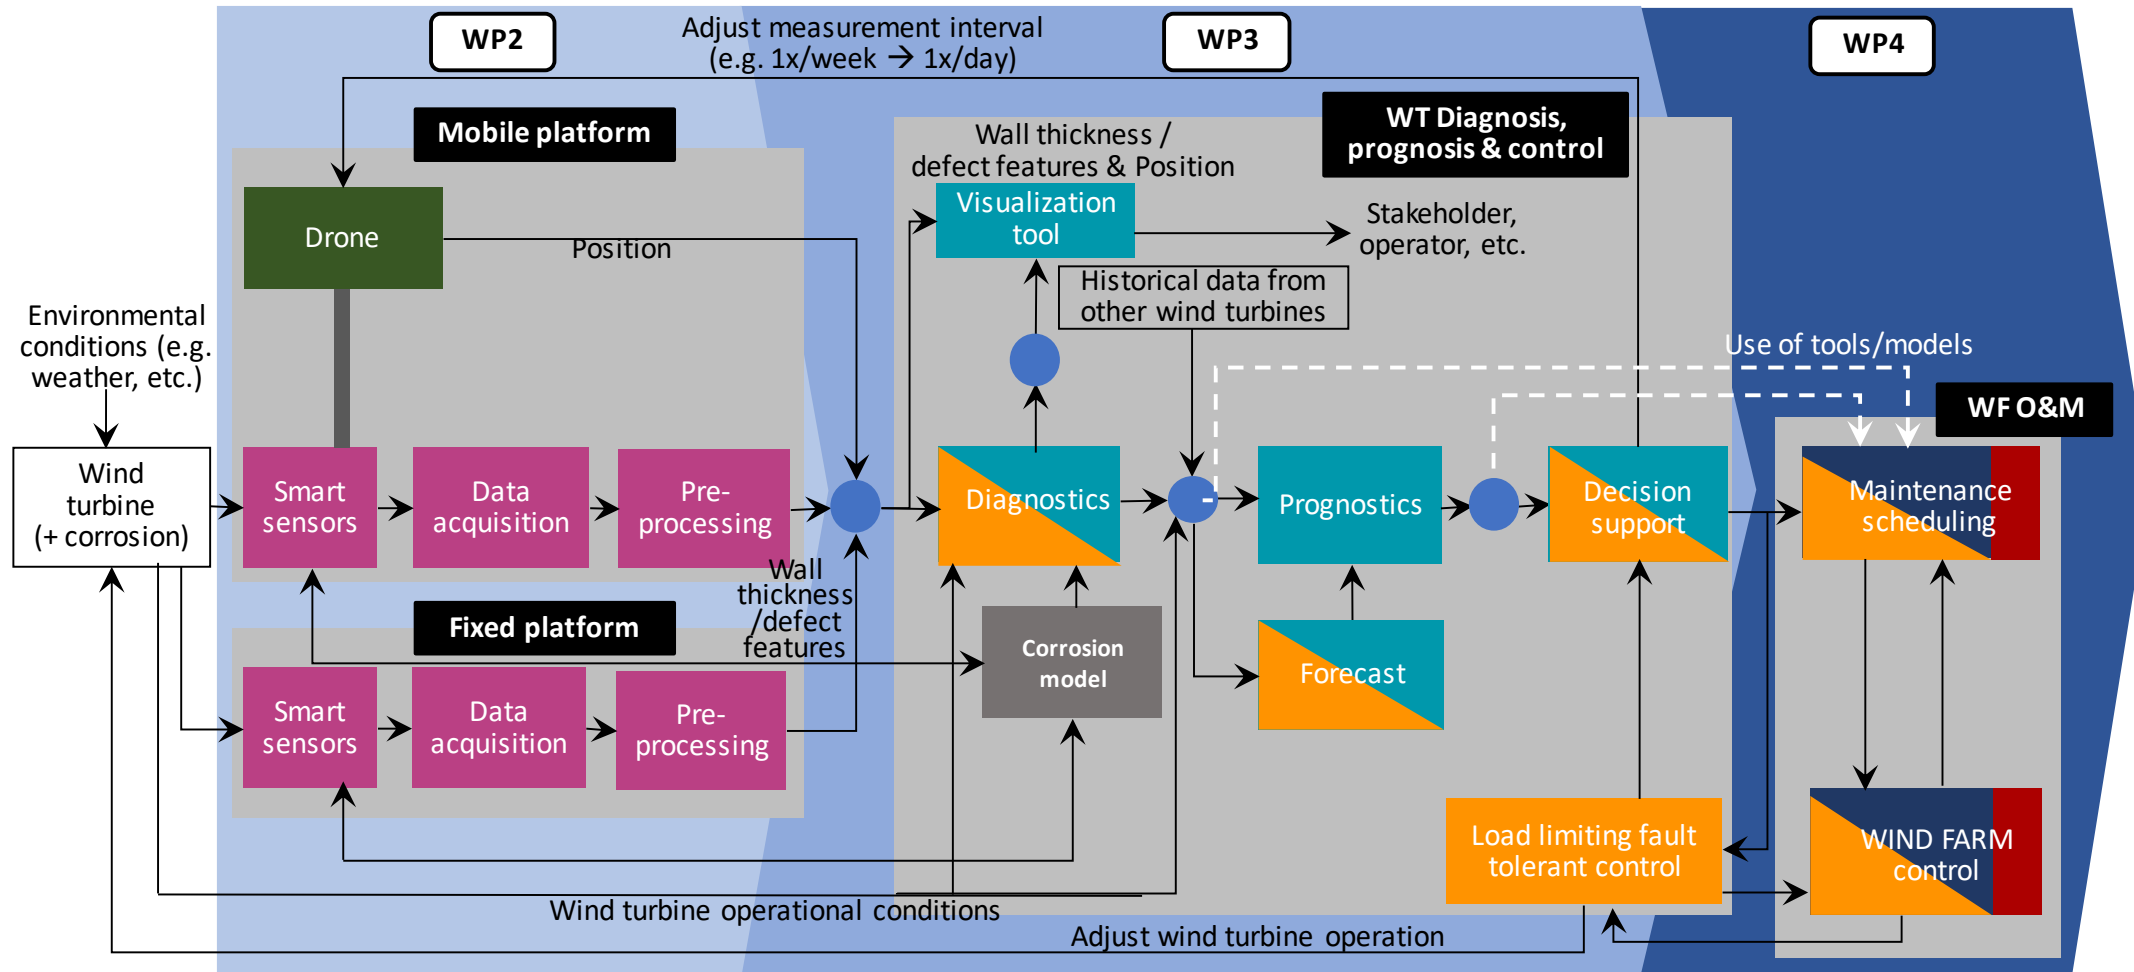 WP2
Adjust measurement interval
(e.g. 1x/week → 1x/day)
WP3
WP4
Mobile platform
WT Diagnosis,
prognosis & control
Wall thickness /
defect features & Position
Drone
Position
Visualization
tool
Stakeholder,
operator, etc.
Historical data from
other wind turbines
Environmental
conditions (e.g.
weather, etc.)
Use of tools/models
WF O&M
Wind
turbine
(+ corrosion)
Smart
sensors
Data
acquisition
Pre-
processing
Diagnostics
Prognostics
Decision
support
Maintenance
scheduling
Wall
thickness
/defect
features
Fixed platform
Corrosion
model
Forecast
Smart
sensors
Data
acquisition
Pre-
processing
Load limiting fault
tolerant control
WIND FARM
control
Wind turbine operational conditions
Adjust wind turbine operation